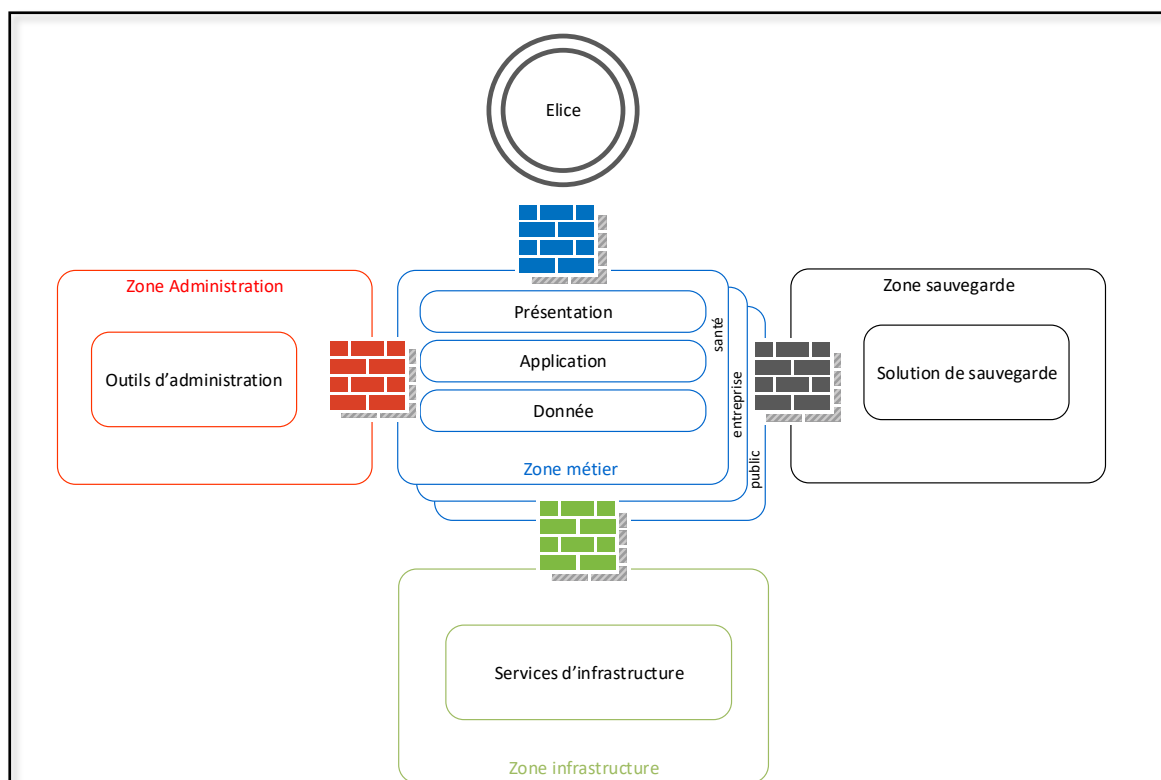 Elice
Zone Administration
Outils d’administration
Présentation
Application
Donnée
Zone métier
santé
entreprise
public
Zone sauvegarde
Solution de sauvegarde
Services d’infrastructure
Zone infrastructure